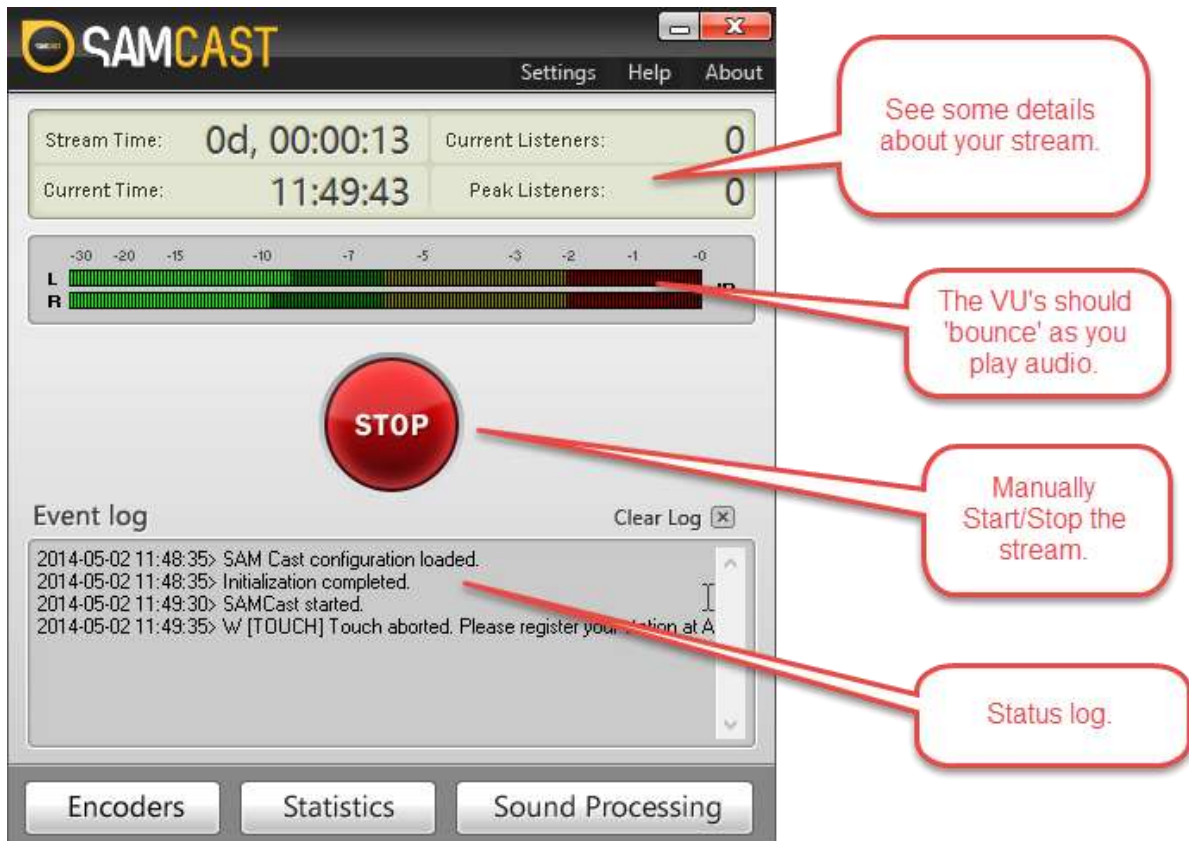 SAMCAST
Settings Help About
Stream Time: 0d, 00:00:13 Current Listeners: 0
Current Time: 11:49:43 Peak Listeners: 0
-30 -20 -15 -10 -7 -5 -3 -2 -1 -0
L
R
STOP
Event log Clear Log
2014-05-02 11:48:35> SAM Cast configuration loaded.
2014-05-02 11:48:35> Initialization completed.
2014-05-02 11:49:30> SAMCast started.
2014-05-02 11:49:35> W [TOUCH] Touch aborted. Please register your station at A
Encoders Statistics Sound Processing
See some details
about your stream.
The VU's should
'bounce' as you
play audio.
Manually
Start/Stop the
stream.
Status log.